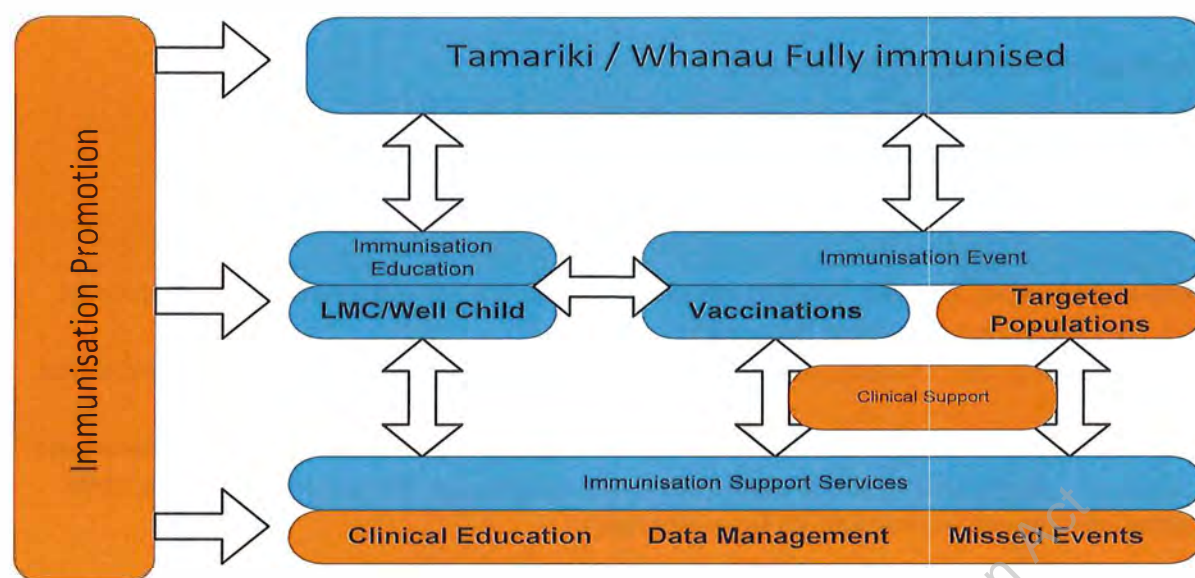 Immunisation Promotion
Tamariki / Whanau Fully immunised
Immunisation
Education
LMC/Well Child
Immunisation Event
Vaccinations
Targeted
Populations
Clinical Support
Immunisation Support Services
Clinical Education Data Management Missed Events
Act